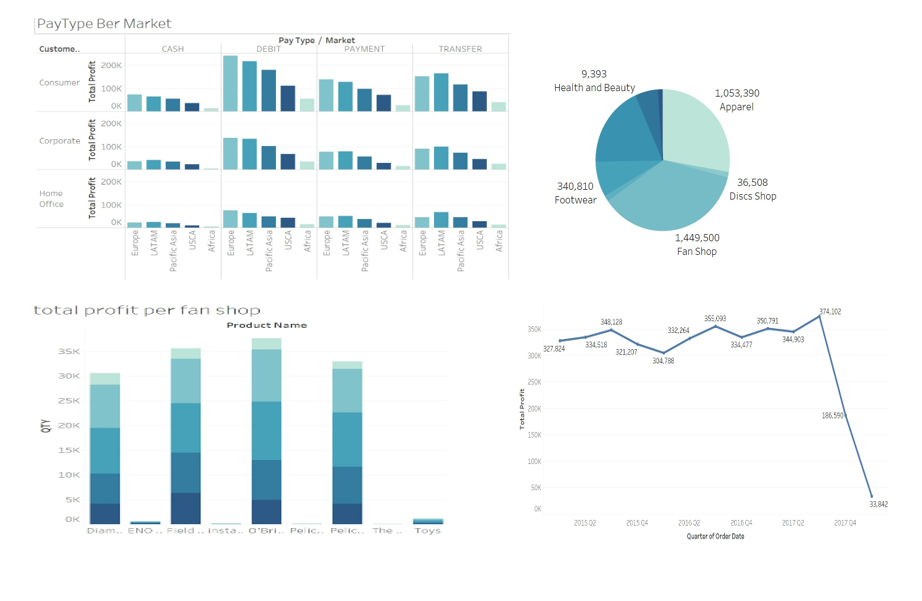 PayType Ber Market
Pay Type / Market
Custome.. CASH DEBIT PAYMENT TRANSFER
Consumer
Total Profit
200K
100K
0K
Corporate
Total Profit
200K
100K
0K
Home
Office
Total Profit
200K
100K
0K
Europe LATAM Pacific Asia USCA Africa Europe LATAM Pacific Asia USCA Africa Europe LATAM Pacific Asia USCA Africa Europe LATAM Pacific Asia USCA Africa
9,393
Health and Beauty
1,053,390
Apparel
36,508
Discs Shop
340,810
Footwear
1,449,500
Fan Shop
total profit per fan shop
Product Name
QTY
35K
30K
25K
20K
15K
10K
5K
0K
Diam.. ENO .. Field .. insta.. O'Bri.. Pelic.. Pelic.. The .. Toys
Total Profit
350K
300K
250K
200K
150K
100K
50K
0K
327,824
334,518
348,128
321,207
304,788
332,264
355,093
334,477
350,791
344,903
374,102
186,590
33,842
2015 Q2 2015 Q4 2016 Q2 2016 Q4 2017 Q2 2017 Q4
Quartar of Order Date